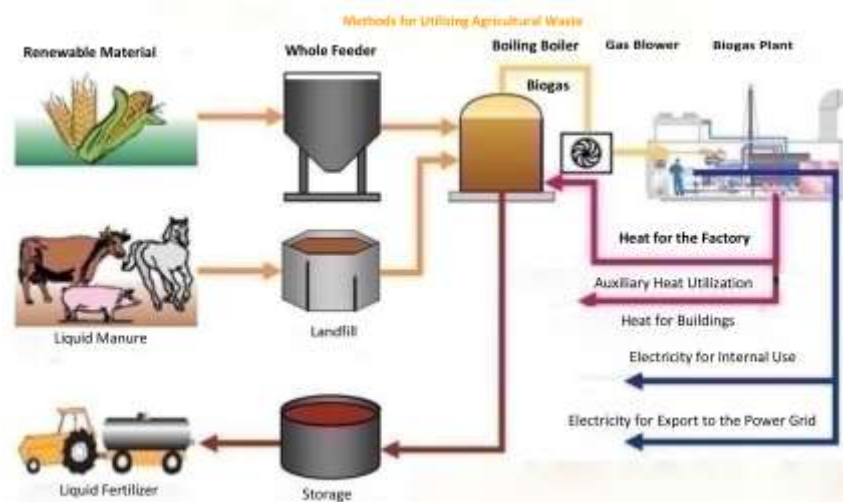 Methods for Utilizing Agricultural Waste
Renewable Material
Whole Feeder
Boiling Boiler
Gas Blower
Biogas Plant
Biogas
Heat for the Factory
Auxiliary Heat Utilization
Heat for Buildings
Liquid Manure
Landfill
Electricity for Internal Use
Electricity for Export to the Power Grid
Liquid Fertilizer
Storage